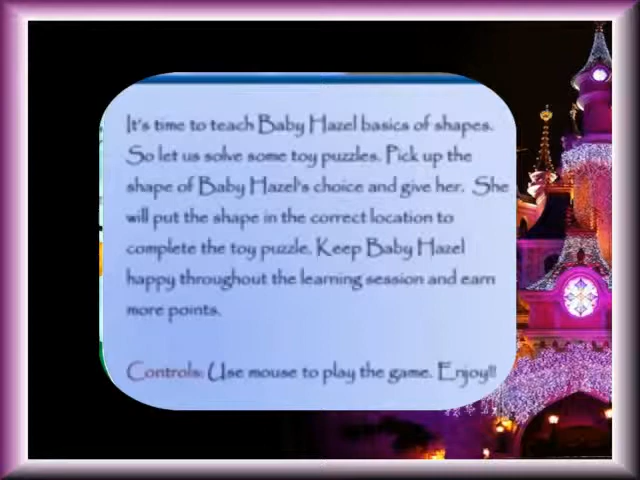 It's time to teach Baby Hazel basics of shapes.
So let us solve some toy puzzles. Pick up the
shape of Baby Hazel's choice and give her. She
will put the shape in the correct location to
complete the toy puzzle. Keep Baby Hazel
happy throughout the learning session and earn
more points.
Controls: Use mouse to play the game. Enjoy!!